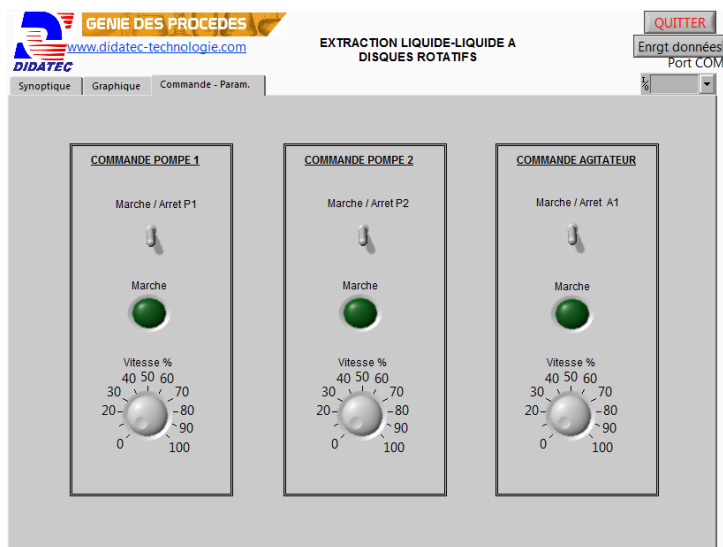 GENIE DES PROCEDES
www.didatec-technologie.com
DIDATEC
EXTRACTION LIQUIDE-LIQUIDE A
DISQUES ROTATIFS
QUITTER
Enrgt données
Port COM
Synoptique
Graphique
Commande - Param.
COMMANDE POMPE 1
Marche / Arret P1
Marche
Vitesse %
0
20
30
40
50
60
70
80
90
100
COMMANDE POMPE 2
Marche / Arret P2
Marche
Vitesse %
0
20
30
40
50
60
70
80
90
100
COMMANDE AGITATEUR
Marche / Arret A1
Marche
Vitesse %
0
20
30
40
50
60
70
80
90
100